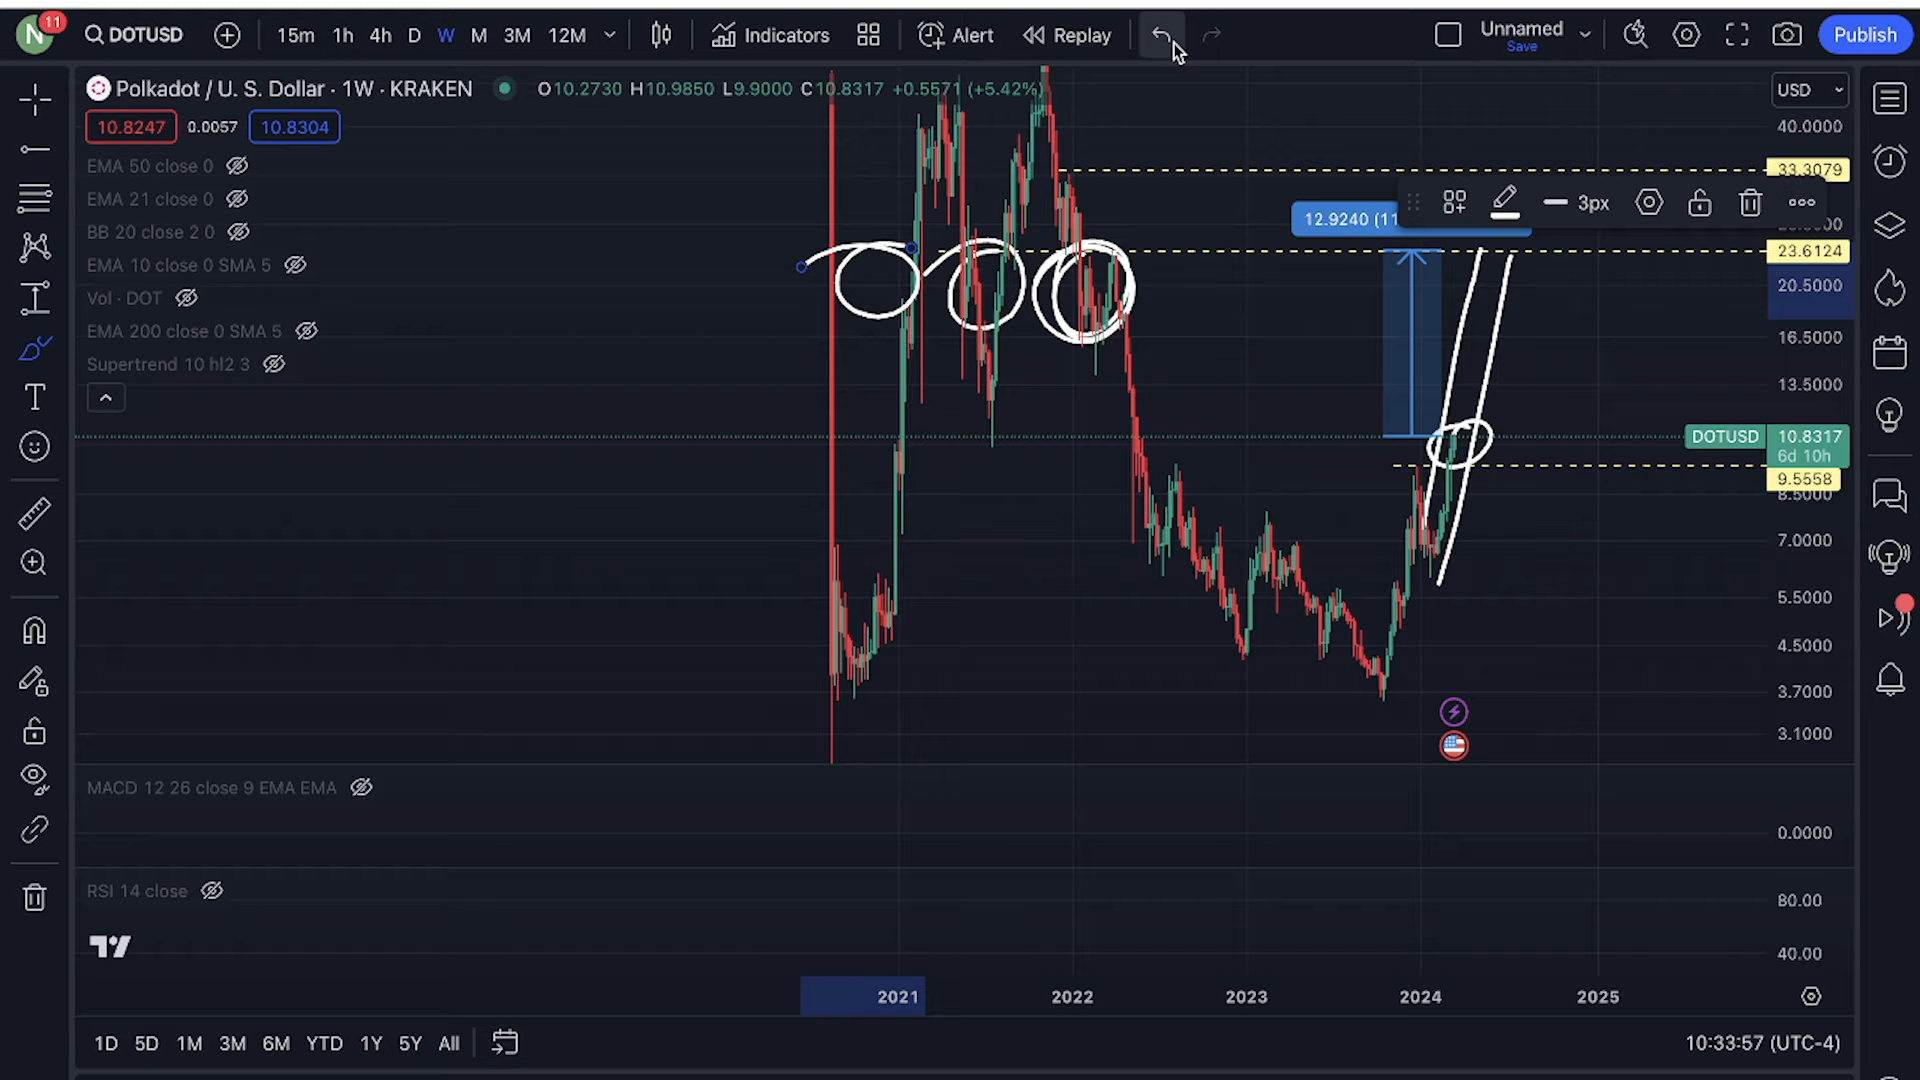 N 11 DOTUSD 15m 1h 4h D W M 3M 12M Indicators Alert Replay Unnamed Save Publish
Polkadot / U. S. Dollar · 1W · KRAKEN O10.2730 H10.9850 L9.9000 C10.8317 +0.5571 (+5.42%) USD
10.8247 0.0057 10.8304
40.0000
EMA 50 close 0
33.3079
EMA 21 close 0
3px
12.9240 (11
BB 20 close 2 0
23.6124
EMA 10 close 0 SMA 5
20.5000
Vol · DOT
EMA 200 close 0 SMA 5
16.5000
Supertrend 10 hl2 3
13.5000
DOTUSD 10.8317
6d 10h
9.5558
8.5000
7.0000
5.5000
4.5000
3.7000
3.1000
MACD 12 26 close 9 EMA EMA
0.0000
RSI 14 close
80.00
40.00
2021 2022 2023 2024 2025
1D 5D 1M 3M 6M YTD 1Y 5Y All 10:33:57 (UTC-4)